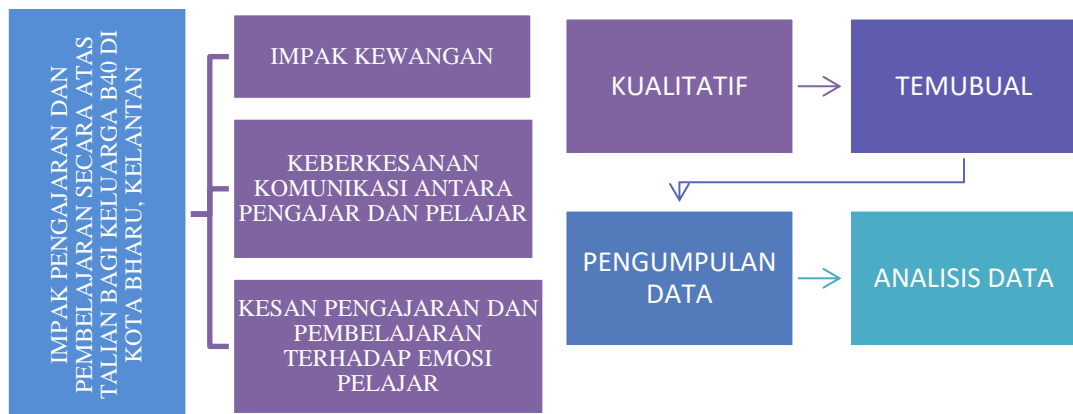 IMPAK PENGAJARAN DAN
PEMBELAJARAN SECARA ATAS
TALIAN BAGI KELUARGA B40 DI
KOTA BHARU, KELANTAN
IMPAK KEWANGAN
KEBERKESANAN
KOMUNIKASI ANTARA
PENGAJAR DAN PELAJAR
KESAN PENGAJARAN DAN
PEMBELAJARAN
TERHADAP EMOSI
PELAJAR
KUALITATIF
TEMUBUAL
PENGUMPULAN
DATA
ANALISIS DATA